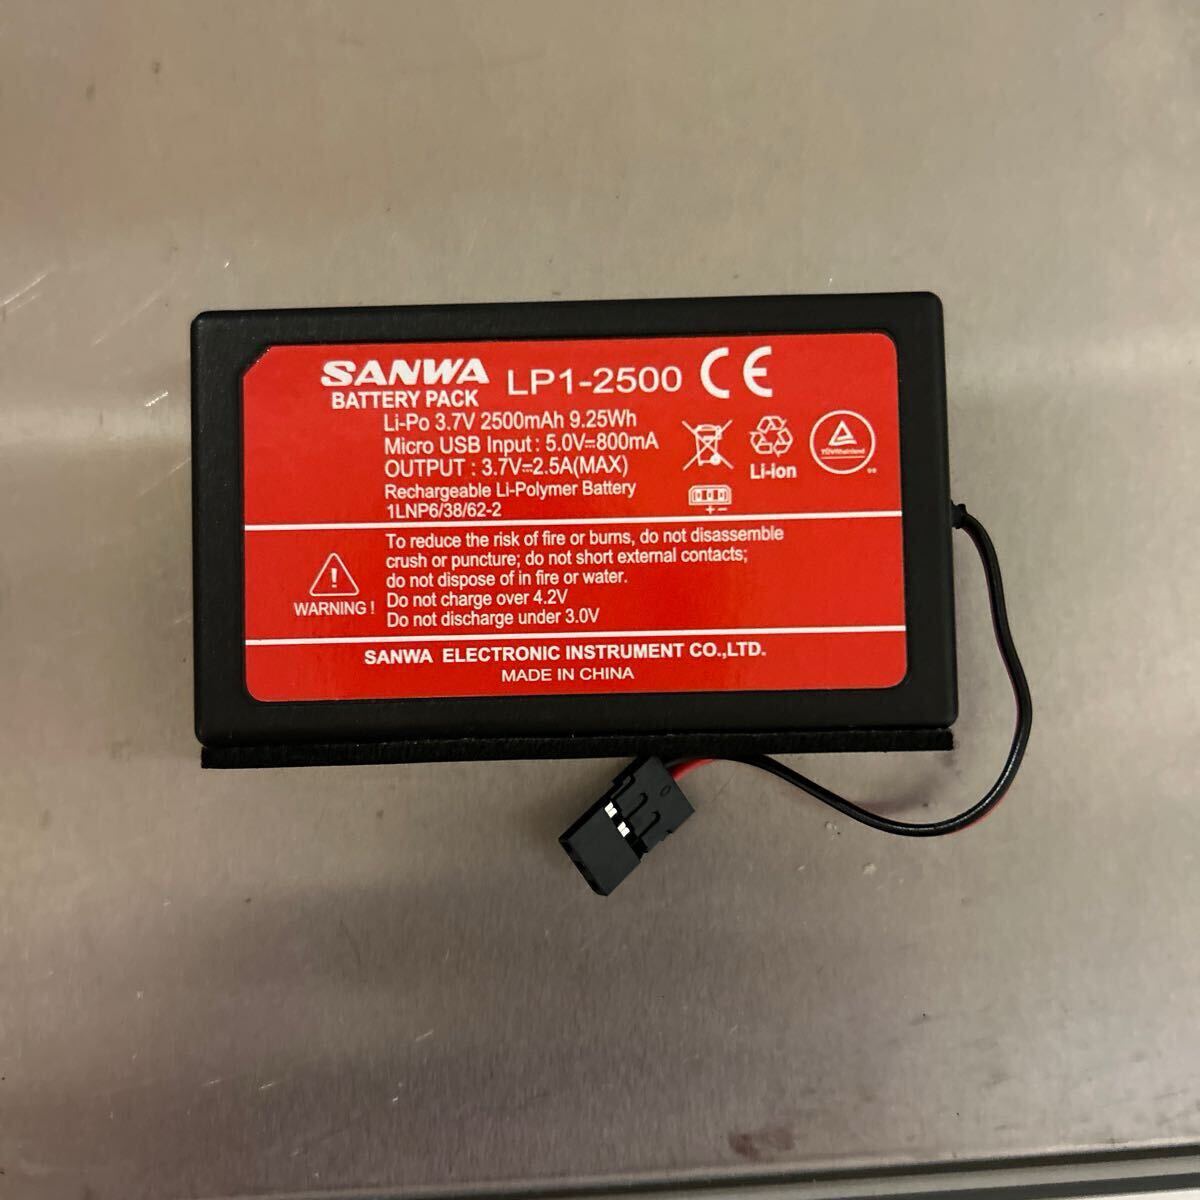 SANWA
BATTERY PACK
LP1-2500 CE
Li-Po 3.7V 2500mAh 9.25Wh
Micro USB Input : 5.0V=800mA
OUTPUT : 3.7V=2.5A(MAX)
Rechargeable Li-Polymer Battery
1LNP6/38/62-2
Li-ion
TÜVRheinland
+ −
To reduce the risk of fire or burns, do not disassemble
crush or puncture; do not short external contacts;
do not dispose of in fire or water.
Do not charge over 4.2V
Do not discharge under 3.0V
WARNING !
SANWA ELECTRONIC INSTRUMENT CO.,LTD.
MADE IN CHINA